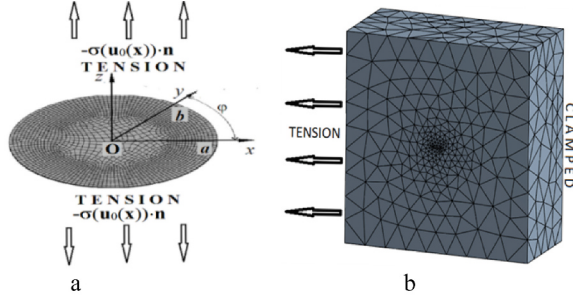 -σ(u₀(x))·n
TENSION
z
y
φ
b
O
a
x
TENSION
-σ(u₀(x))·n
TENSION
CLAMPED
a
b